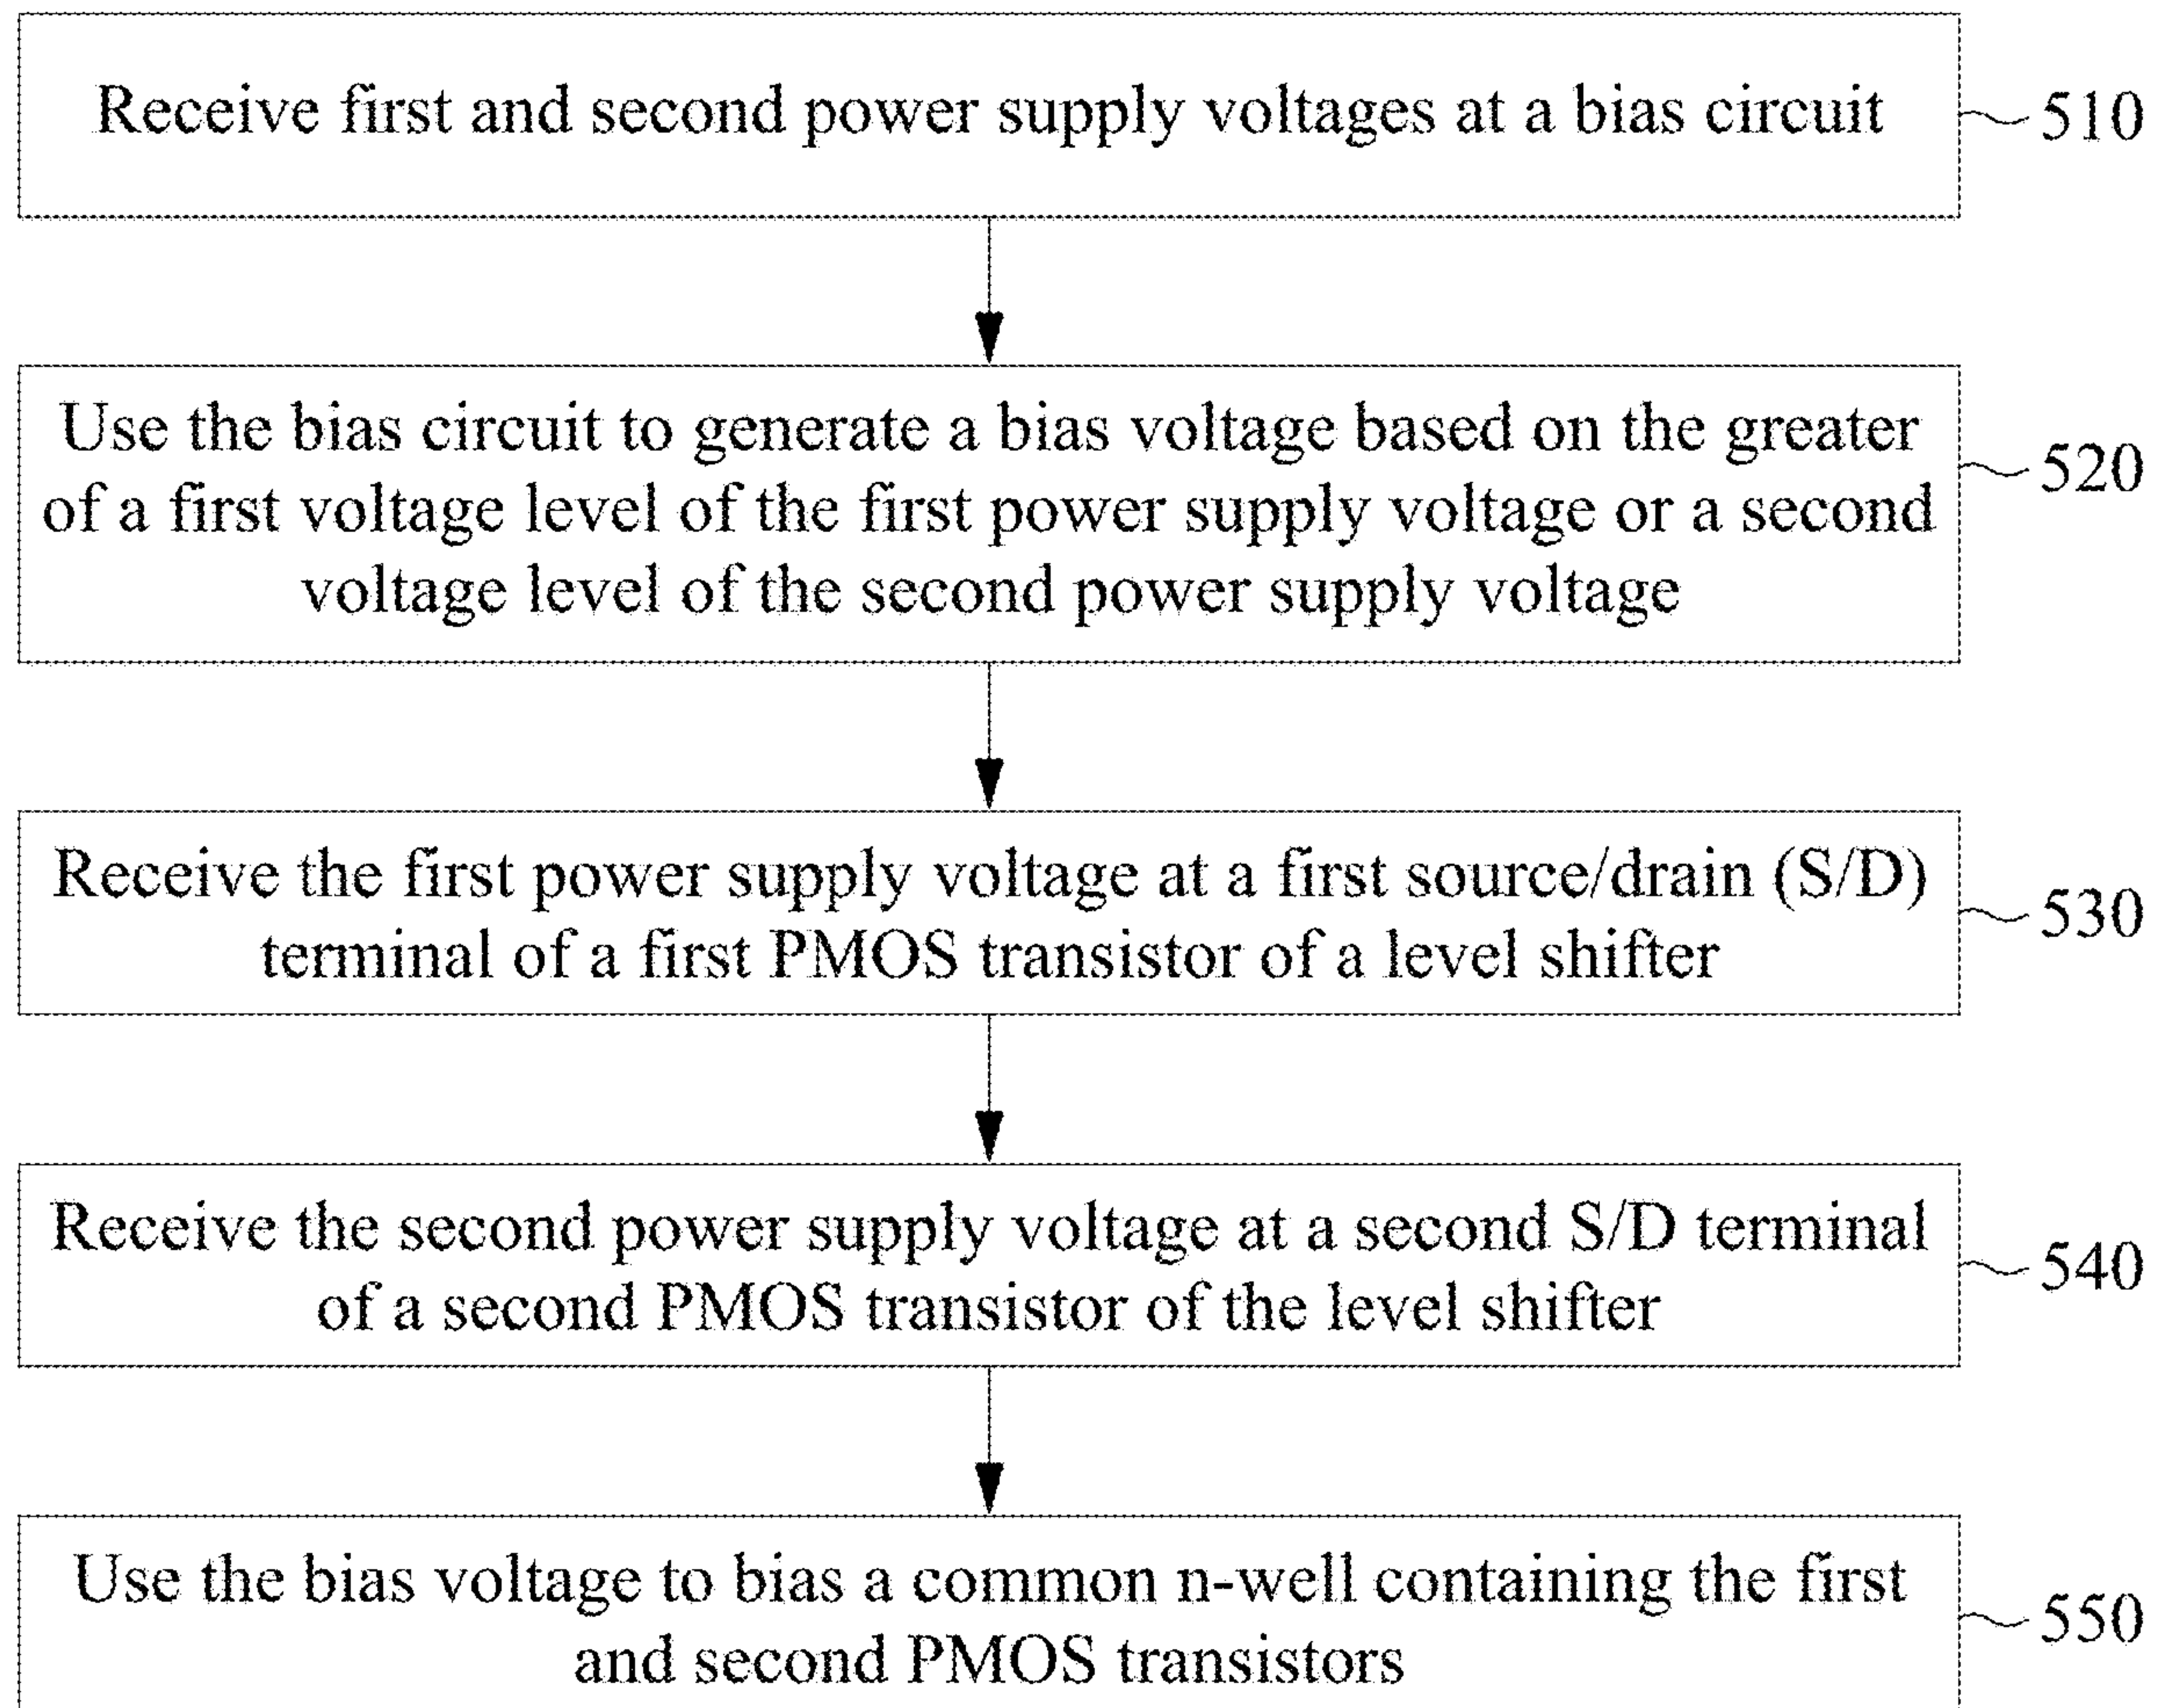 Receive first and second power supply voltages at a bias circuit
510
Use the bias circuit to generate a bias voltage based on the greater
of a first voltage level of the first power supply voltage or a second
voltage level of the second power supply voltage
520
Receive the first power supply voltage at a first source/drain (S/D)
terminal of a first PMOS transistor of a level shifter
530
Receive the second power supply voltage at a second S/D terminal
of a second PMOS transistor of the level shifter
540
Use the bias voltage to bias a common n-well containing the first
and second PMOS transistors
550